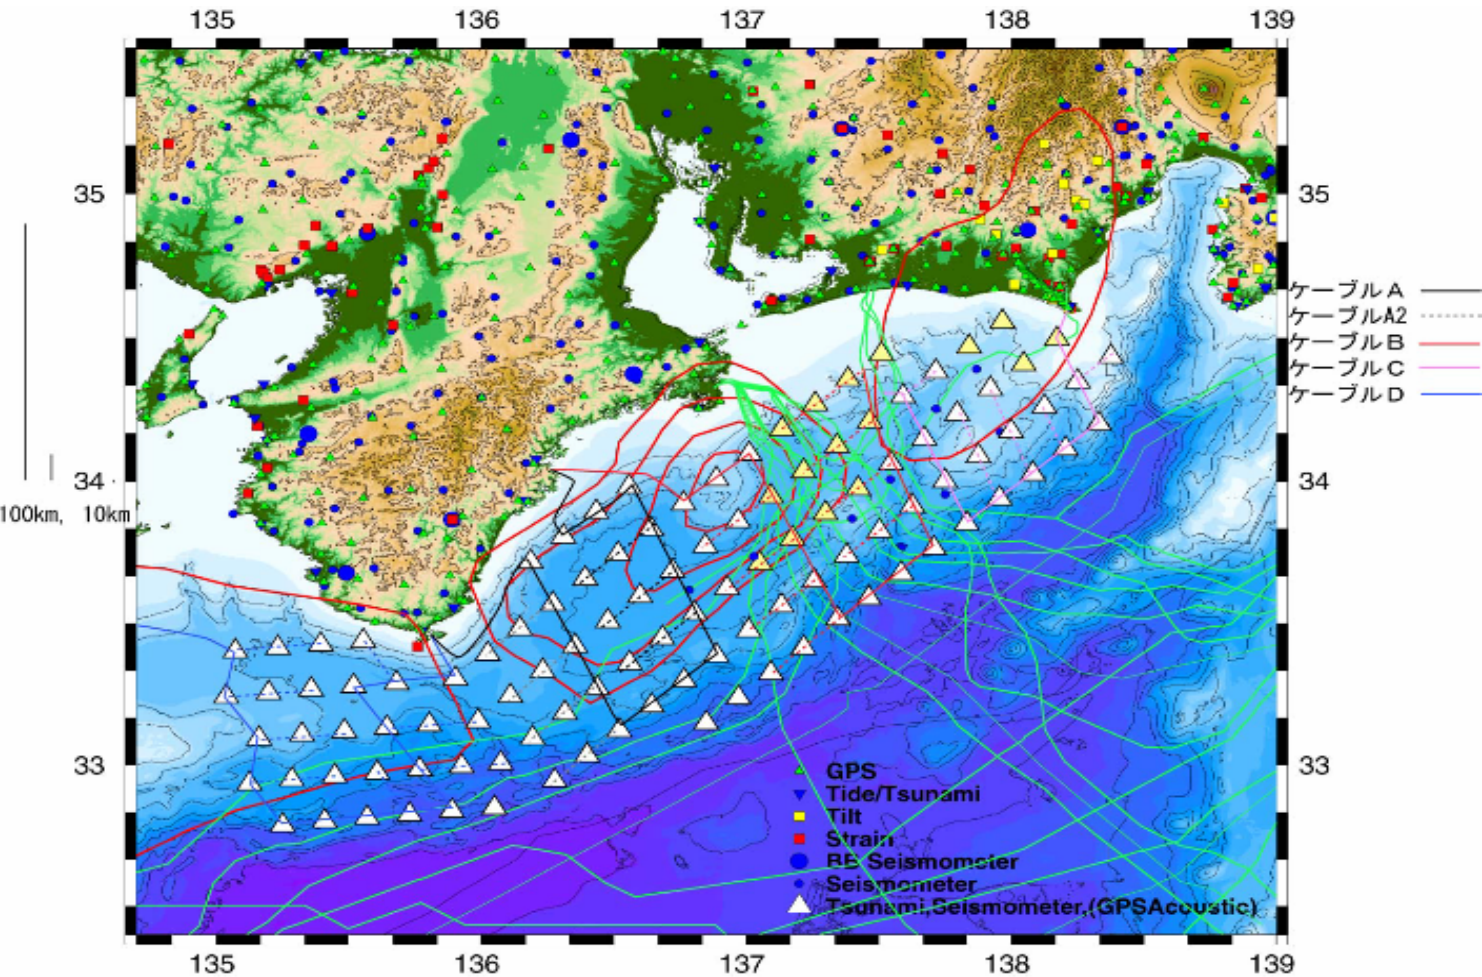 135 136 137 138 139
35 35
ケーブルA
ケーブルA2
ケーブルB
ケーブルC
ケーブルD
34 34
100km, 10km
33 33
GPS
Tide/Tsunami
Tilt
Strain
BB Seismometer
Seismometer
Tsunami,Seismometer,(GPSAcoustic)
135 136 137 138 139